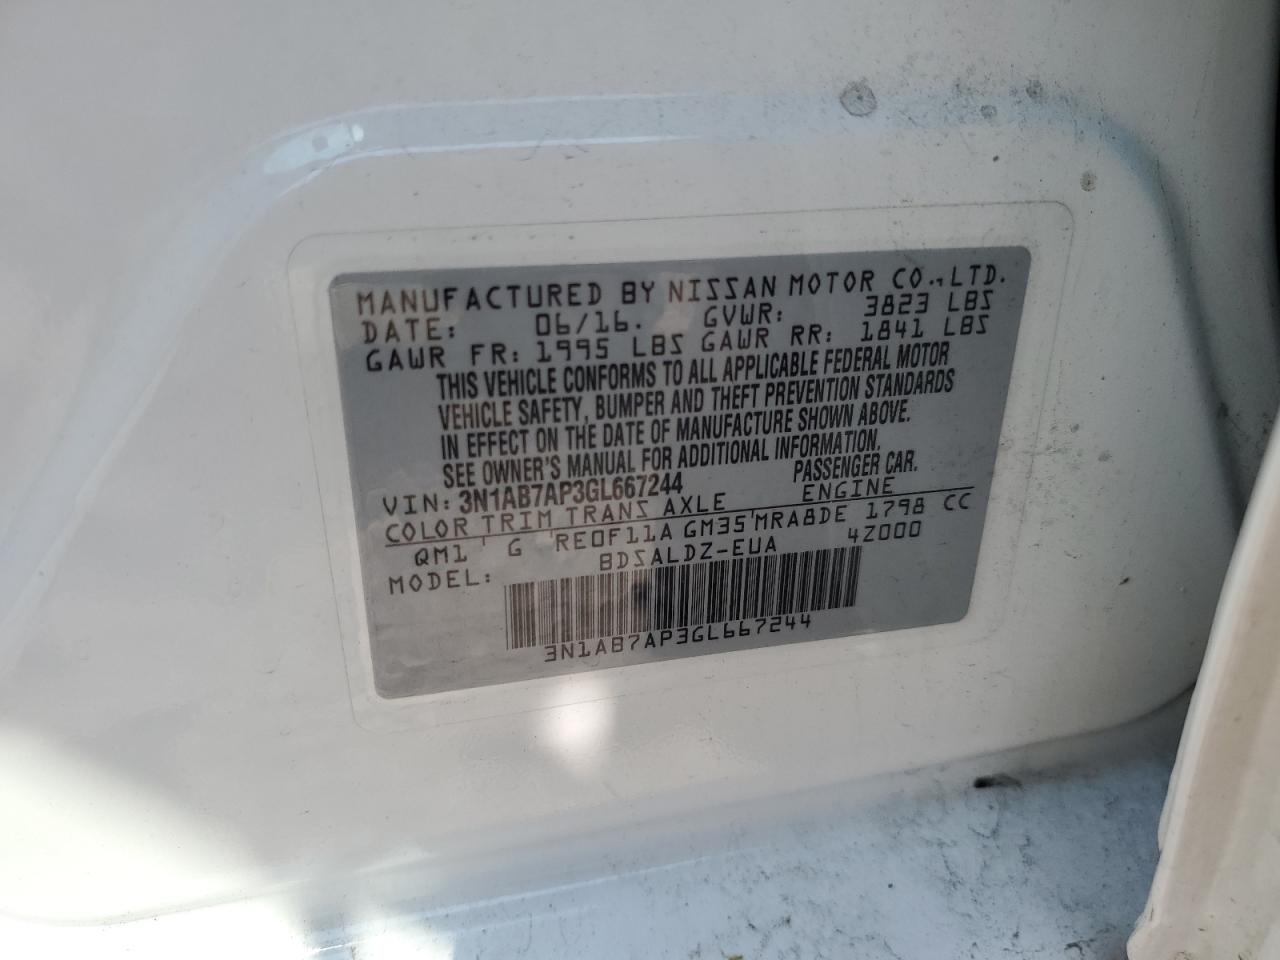 MANUFACTURED BY NISSAN MOTOR CO., LTD.
DATE: 06/16. GVWR: 3823 LBS
GAWR FR: 1995 LBS GAWR RR: 1841 LBS
THIS VEHICLE CONFORMS TO ALL APPLICABLE FEDERAL MOTOR
VEHICLE SAFETY, BUMPER AND THEFT PREVENTION STANDARDS
IN EFFECT ON THE DATE OF MANUFACTURE SHOWN ABOVE.
SEE OWNER'S MANUAL FOR ADDITIONAL INFORMATION.
VIN: 3N1AB7AP3GL667244 PASSENGER CAR.
COLOR TRIM TRANS AXLE ENGINE
QM1 ' G 'RE0F11A GM35'MRA8DE 1798 CC
MODEL: BDSALDZ-EUA 4Z000
3N1AB7AP3GL667244